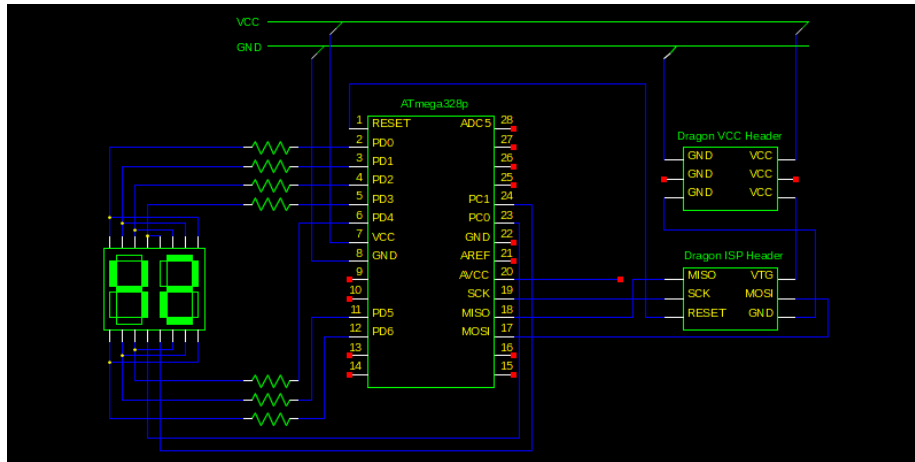 VCC
GND
ATmega328p
1 RESET ADC5 28
2 PD0 27
3 PD1 26
4 PD2 25
5 PD3 PC1 24
6 PD4 PC0 23
7 VCC GND 22
8 GND AREF 21
9 AVCC 20
10 SCK 19
11 PD5 MISO 18
12 PD6 MOSI 17
13 16
14 15
Dragon VCC Header
GND VCC
GND VCC
GND VCC
Dragon ISP Header
MISO VTG
SCK MOSI
RESET GND
42